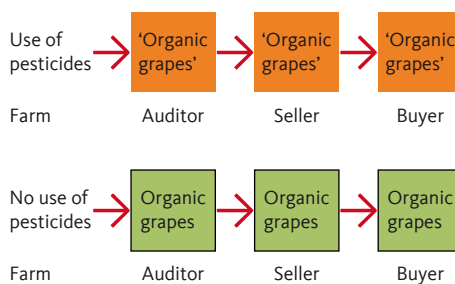 Use of
pesticides
‘Organic
grapes’
‘Organic
grapes’
‘Organic
grapes’
Farm
Auditor
Seller
Buyer
No use of
pesticides
Organic
grapes
Organic
grapes
Organic
grapes
Farm
Auditor
Seller
Buyer